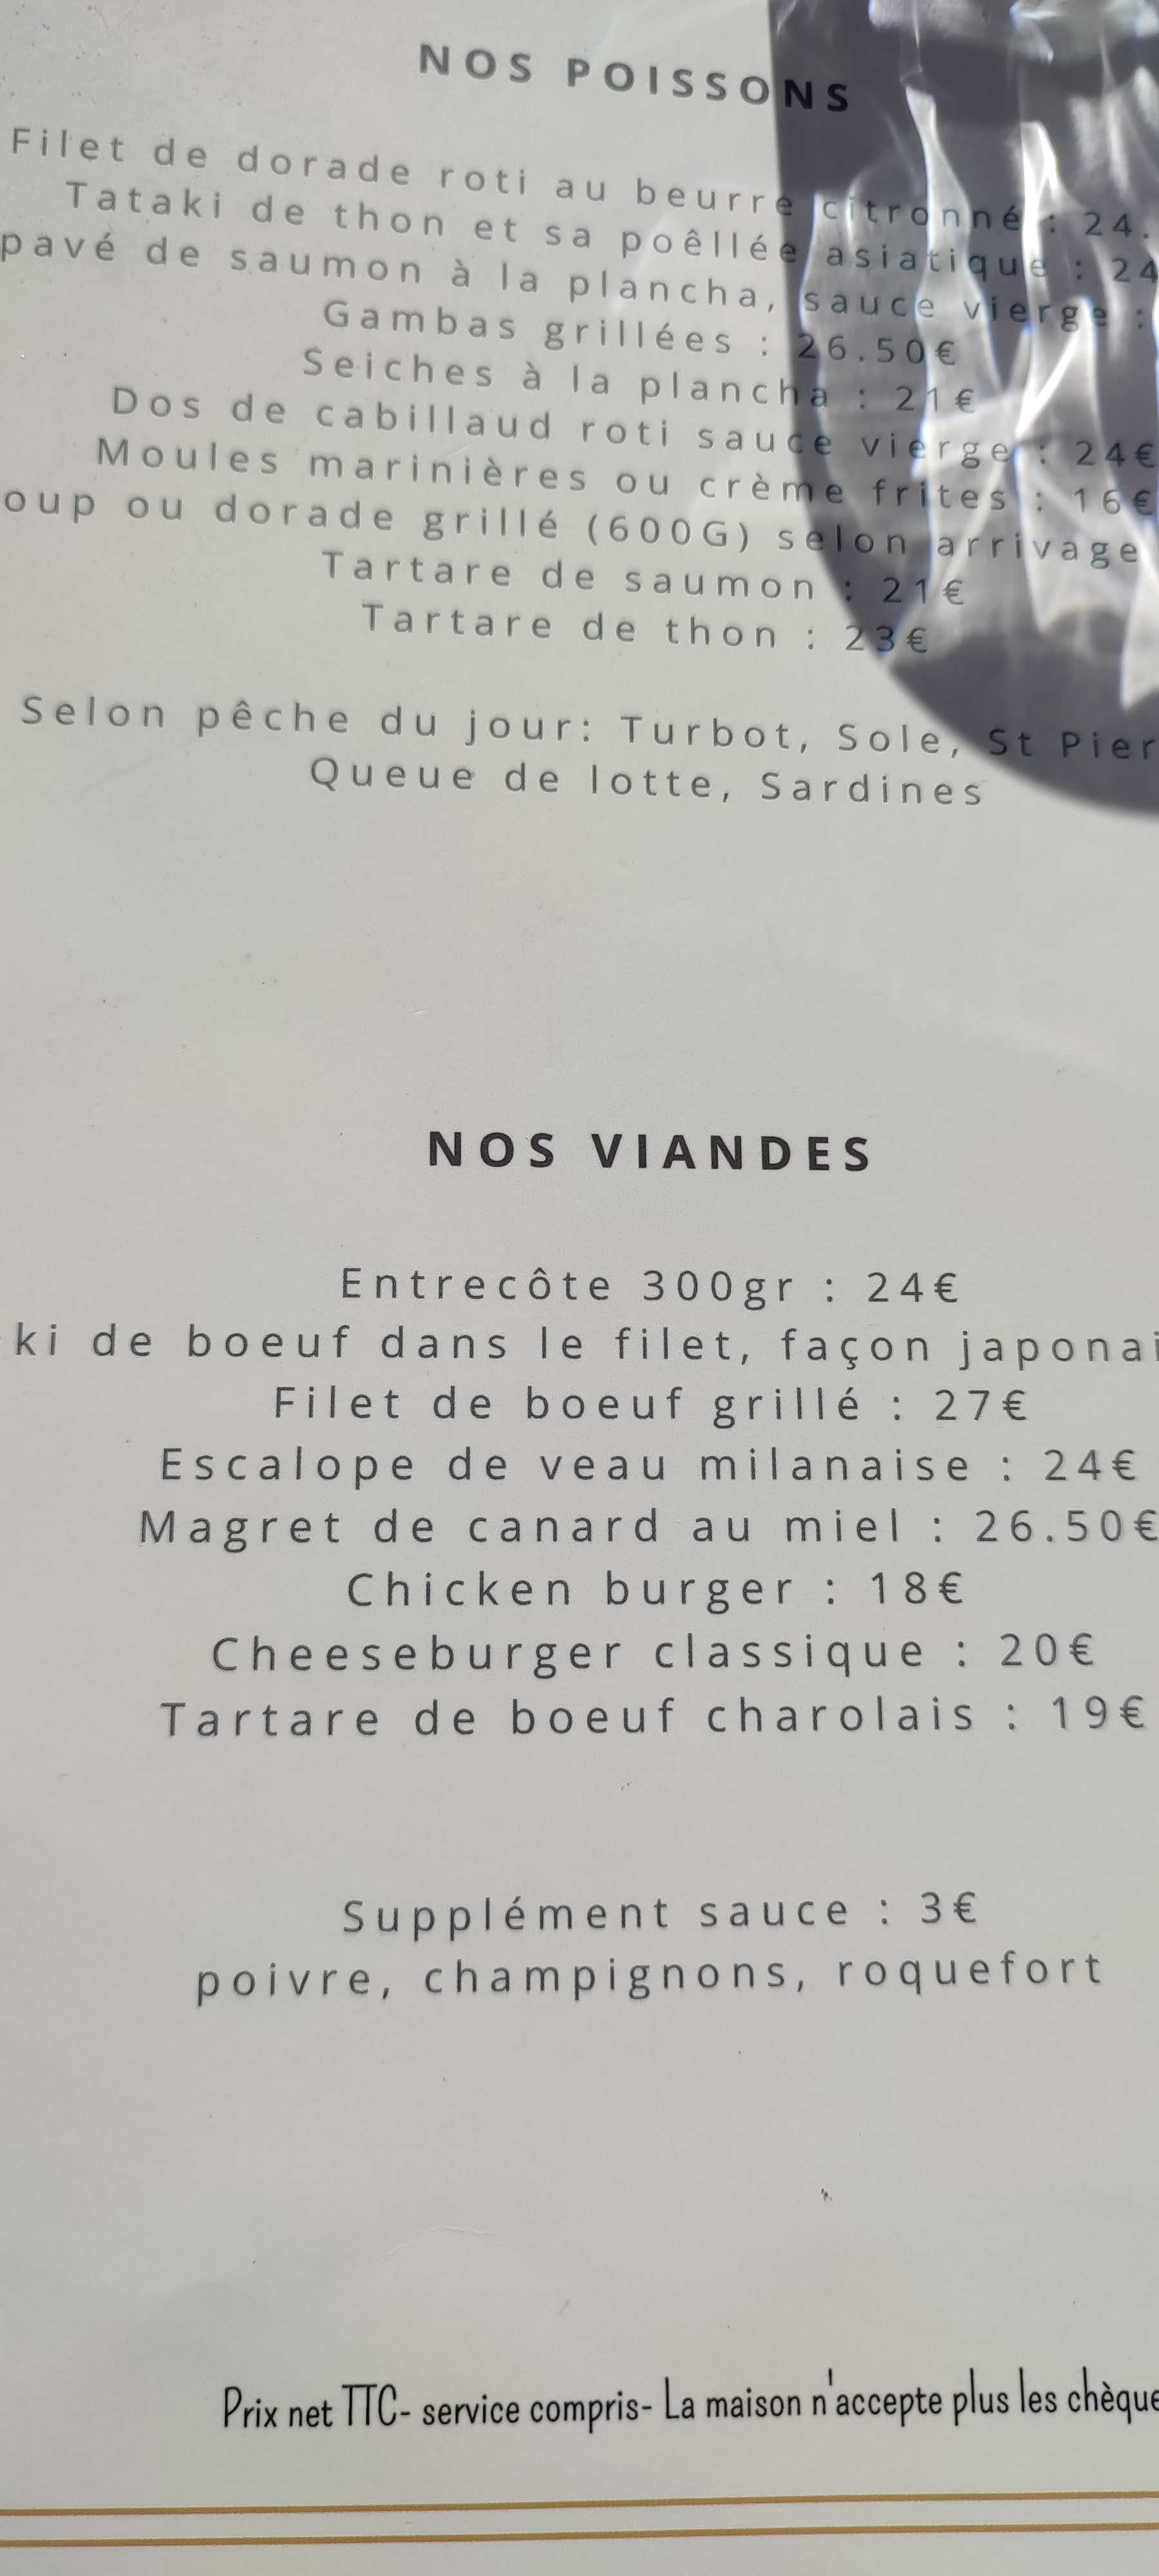 NOS POISSONS
Filet de dorade roti au beurre citronné : 24.
Tataki de thon et sa poêllée asiatique : 24
pavé de saumon à la plancha, sauce vierge :
Gambas grillées : 26.50€
Seiches à la plancha : 21€
Dos de cabillaud roti sauce vierge : 24€
Moules marinières ou crème frites : 16€
oup ou dorade grillé (600G) selon arrivage
Tartare de saumon : 21€
Tartare de thon : 23€
Selon pêche du jour: Turbot, Sole, St Pier
Queue de lotte, Sardines
NOS VIANDES
Entrecôte 300gr : 24€
ki de boeuf dans le filet, façon japonai
Filet de boeuf grillé : 27€
Escalope de veau milanaise : 24€
Magret de canard au miel : 26.50€
Chicken burger : 18€
Cheeseburger classique : 20€
Tartare de boeuf charolais : 19€
Supplément sauce : 3€
poivre, champignons, roquefort
Prix net TTC- service compris- La maison n'accepte plus les chèque